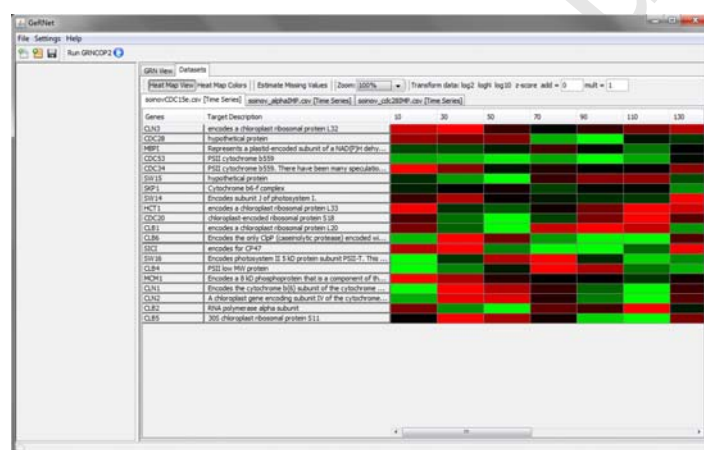 GeRNet
File Settings Help
Run GRNCOP2
GRN View Datasets
Heat Map View Heat Map Colors Estimate Missing Values Zoom: 100% Transform data: log2 logN log10 z-score add = 0 mult = 1
soinovCDC15e.csv [Time Series] soinov_alphaIMP.csv [Time Series] soinov_cdc28IMP.csv [Time Series]
Genes Target Description 10 30 50 70 90 110 130
CLN3 encodes a chloroplast ribosomal protein L32
CDC28 hypothetical protein
MBP1 Represents a plastid-encoded subunit of a NAD(P)H dehy...
CDC53 PSII cytochrome b559
CDC34 PSII cytochrome b559. There have been many speculatio...
SWI5 hypothetical protein
SKP1 Cytochrome b6-f complex
SWI4 Encodes subunit J of photosystem I.
HCT1 encodes a chloroplast ribosomal protein L33
CDC20 chloroplast-encoded ribosomal protein S18
CLB1 encodes a chloroplast ribosomal protein L20
CLB6 Encodes the only ClpP (caseinolytic protease) encoded wi...
SIC1 encodes for CP47
SWI6 Encodes photosystem II 5 kD protein subunit PSII-T. This ...
CLB4 PSII low MW protein
MCM1 Encodes a 8 kD phosphoprotein that is a component of th...
CLN1 Encodes the cytochrome b(6) subunit of the cytochrome ...
CLN2 A chloroplast gene encoding subunit IV of the cytochrome...
CLB2 RNA polymerase alpha subunit
CLB5 30S chloroplast ribosomal protein S11